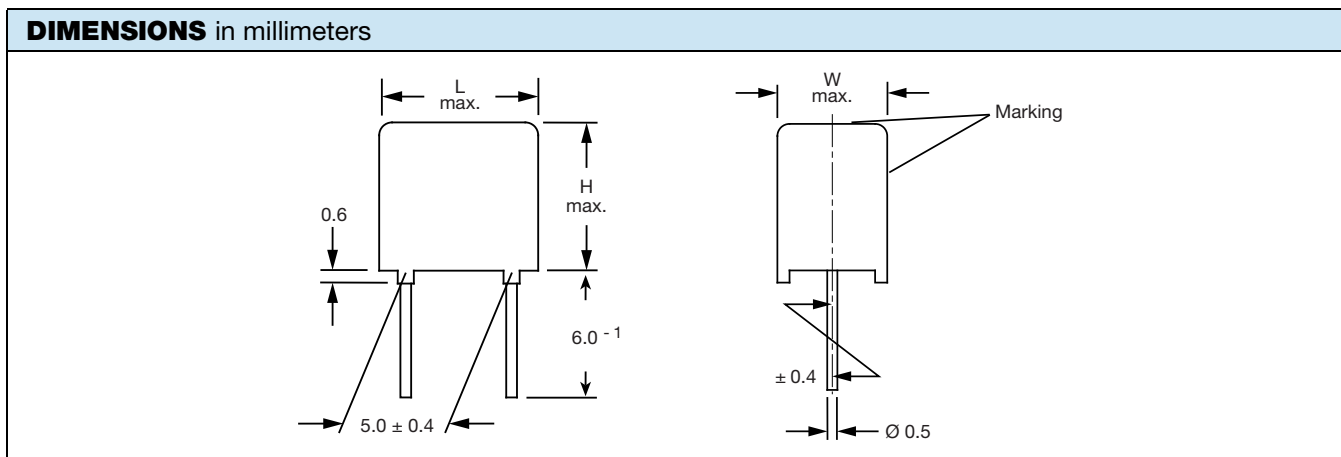 DIMENSIONS in millimeters
L
max.
W
max.
Marking
H
max.
0.6
6.0 - 1
± 0.4
5.0 ± 0.4
Ø 0.5